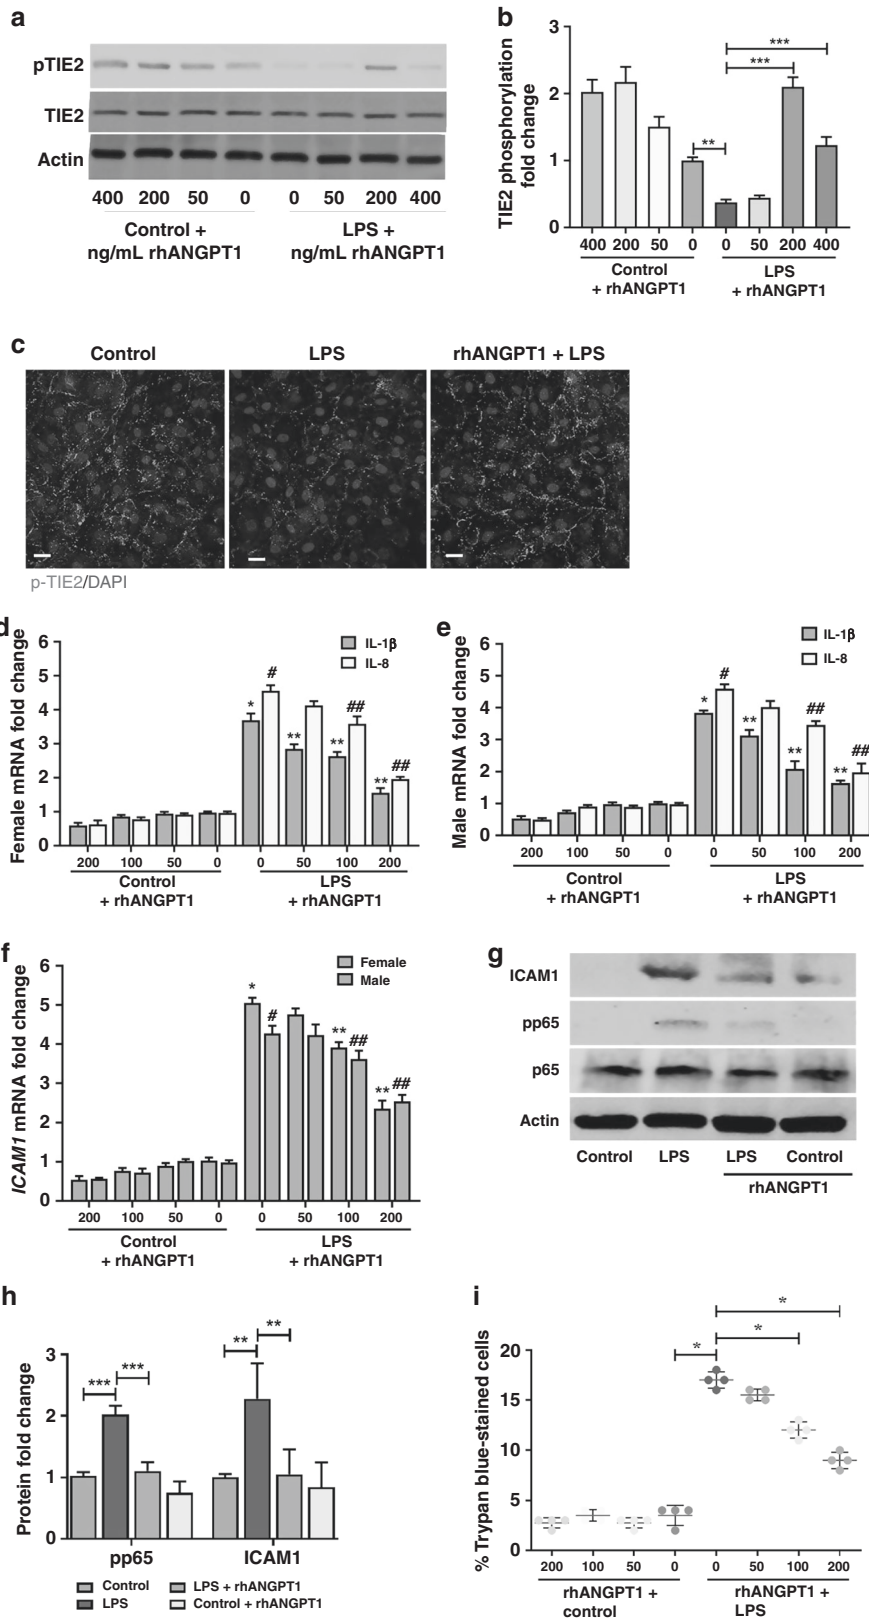 a
pTIE2
TIE2
Actin
400 200 50 0 0 50 200 400
Control +
ng/mL rhANGPT1
LPS +
ng/mL rhANGPT1
b
TIE2 phosphorylation
fold change
3
2
1
0
**
***
***
400 200 50 0 0 50 200 400
Control
+ rhANGPT1
LPS
+ rhANGPT1
c
Control
LPS
rhANGPT1 + LPS
p-TIE2/DAPI
d
Female mRNA fold change
6
5
4
3
2
1
0
IL-1β
IL-8
* # ** ** ## ** ##
200 100 50 0 0 50 100 200
Control
+ rhANGPT1
LPS
+ rhANGPT1
e
Male mRNA fold change
6
5
4
3
2
1
0
IL-1β
IL-8
* # ** ** ## ** ##
200 100 50 0 0 50 100 200
Control
+ rhANGPT1
LPS
+ rhANGPT1
f
ICAM1 mRNA fold change
6
5
4
3
2
1
0
Female
Male
* # ** ## ** ##
200 100 50 0 0 50 100 200
Control
+ rhANGPT1
LPS
+ rhANGPT1
g
ICAM1
pp65
p65
Actin
Control LPS LPS Control
rhANGPT1
h
Protein fold change
3
2
1
0
*** *** ** **
pp65 ICAM1
Control
LPS
LPS + rhANGPT1
Control + rhANGPT1
i
% Trypan blue-stained cells
20
15
10
5
0
*
*
*
200 100 50 0 0 50 100 200
rhANGPT1 +
control
rhANGPT1 +
LPS